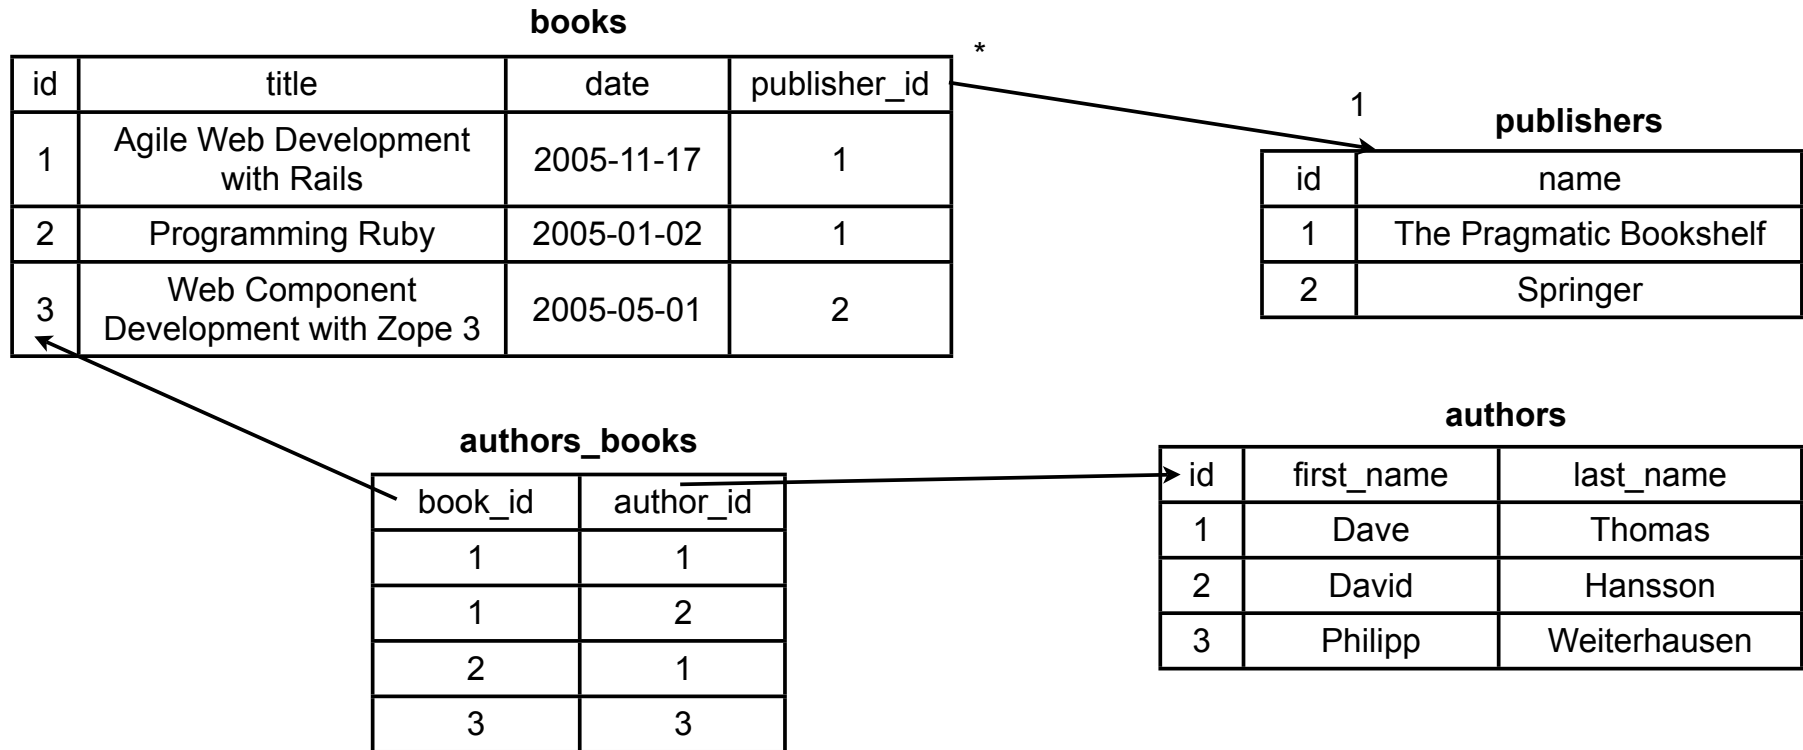 books
id title date publisher_id
*
1 Agile Web Development with Rails 2005-11-17 1
2 Programming Ruby 2005-01-02 1
3 Web Component Development with Zope 3 2005-05-01 2
1
publishers
id name
1 The Pragmatic Bookshelf
2 Springer
authors_books
book_id author_id
1 1
1 2
2 1
3 3
authors
id first_name last_name
1 Dave Thomas
2 David Hansson
3 Philipp Weiterhausen